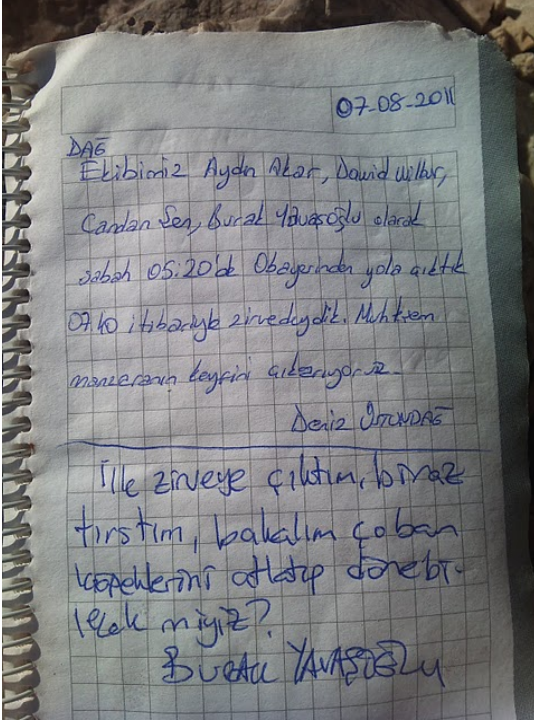 07-08-2011
DAĞ
Ekibimiz Aydın Akar, David Wilbur,
Candan Şen, Burak Yavaşoğlu olarak
sabah 05:20'de Obayerinden yola çıktık
07.40 itibariyle zirvedeydik. Muhteşem
manzaranın keyfini çıkarıyoruz.
Deniz
İlk zirveye çıktım, biraz
tırstım, bakalım çoban
köpeklerini atlatıp dönebi-
lecek miyiz?
Burak YAVAŞOĞLU